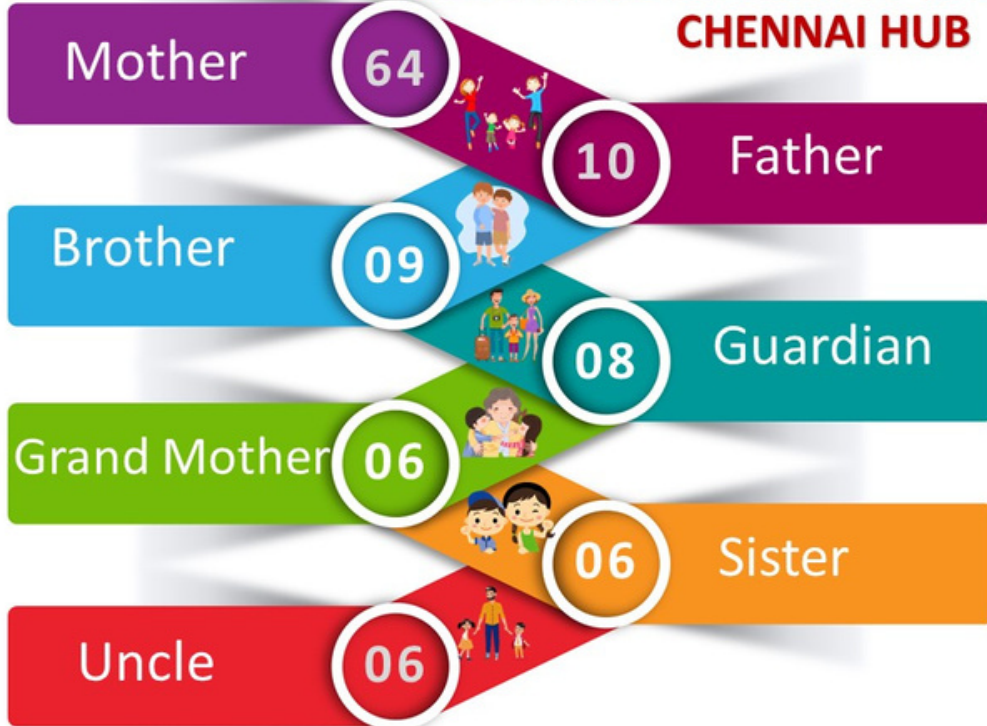 CHENNAI HUB
Mother 64
10 Father
Brother 09
08 Guardian
Grand Mother 06
06 Sister
Uncle 06